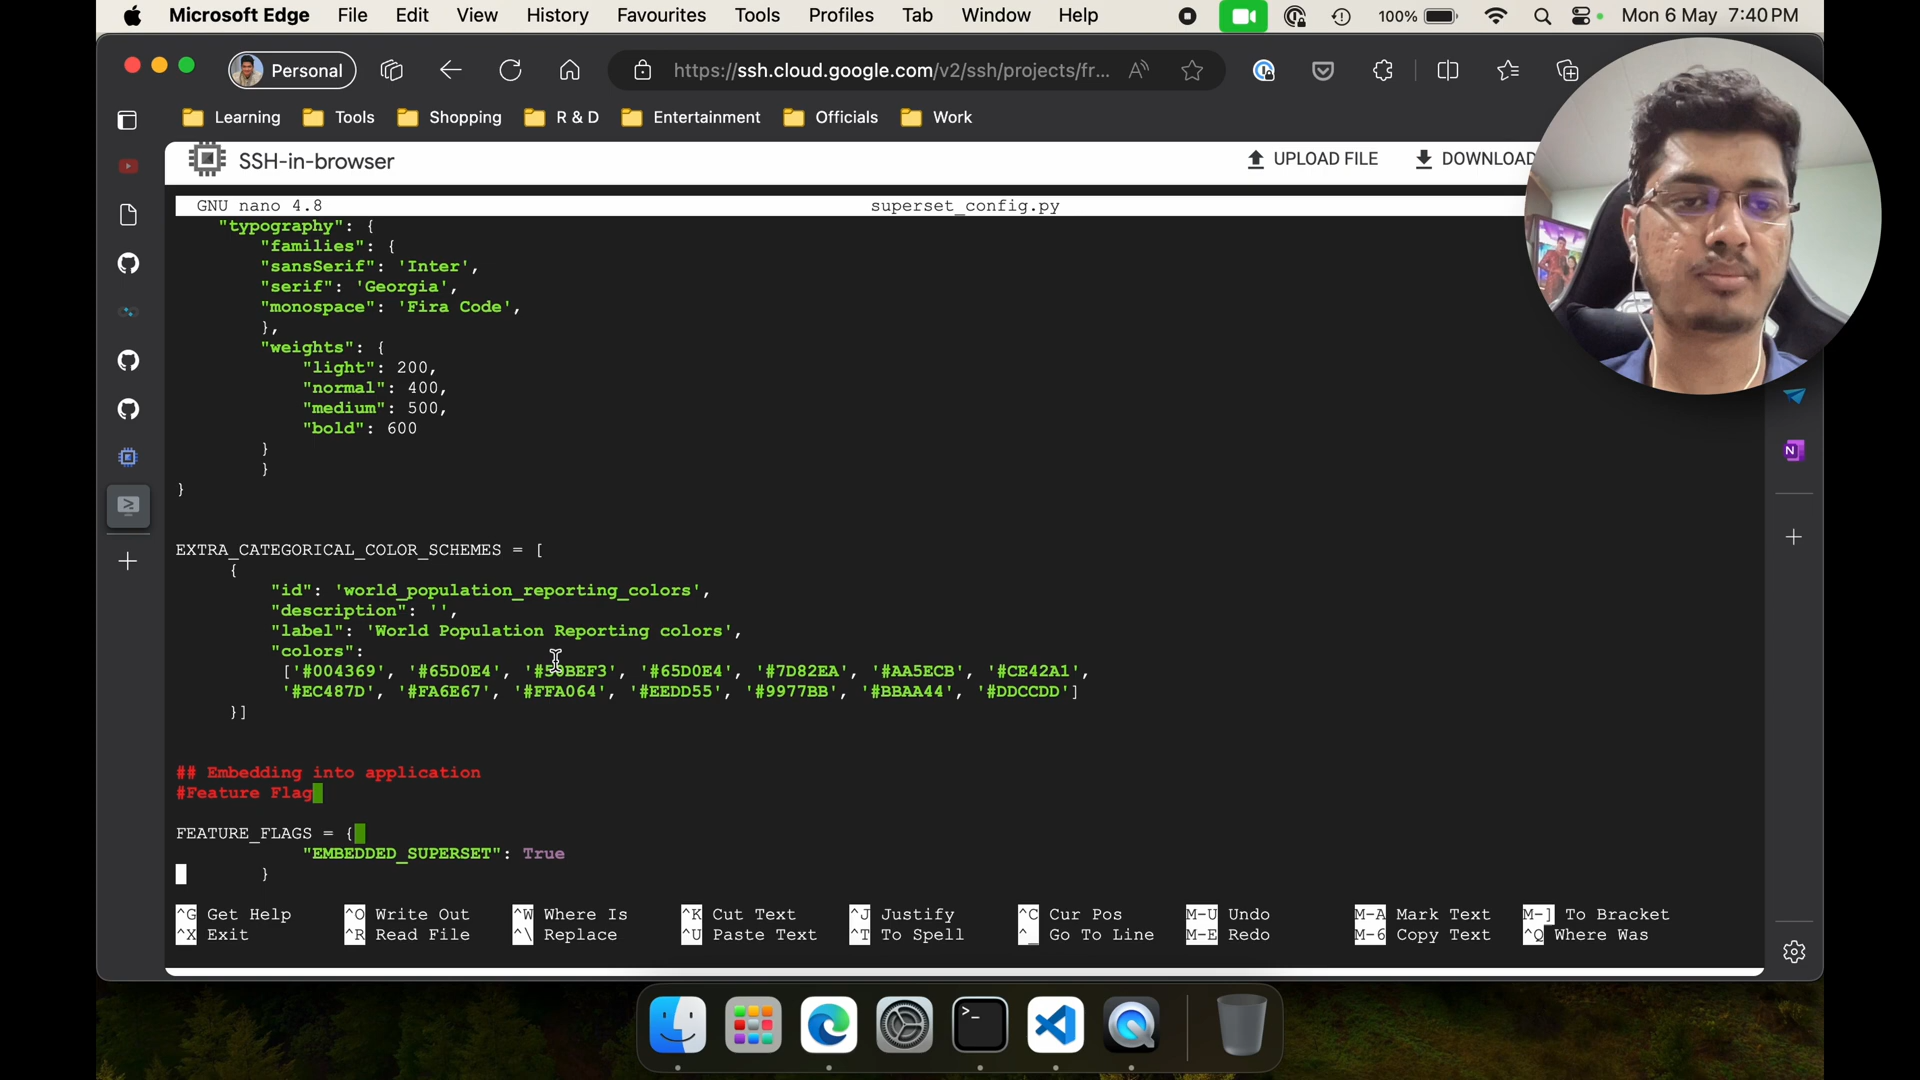 Microsoft Edge File Edit View History Favourites Tools Profiles Tab Window Help 100% Mon 6 May 7:40 PM
Personal https://ssh.cloud.google.com/v2/ssh/projects/fr...
Learning Tools Shopping R & D Entertainment Officials Work
SSH-in-browser UPLOAD FILE DOWNLOAD
GNU nano 4.8 superset_config.py
"typography": {
"families": {
"sansSerif": 'Inter',
"serif": 'Georgia',
"monospace": 'Fira Code',
},
"weights": {
"light": 200,
"normal": 400,
"medium": 500,
"bold": 600
}
}
}
EXTRA_CATEGORICAL_COLOR_SCHEMES = [
{
"id": 'world_population_reporting_colors',
"description": '',
"label": 'World Population Reporting colors',
"colors":
['#004369', '#65D0E4', '#BEF3', '#65D0E4', '#7D82EA', '#AA5ECB', '#CE42A1',
'#EC487D', '#FA6E67', '#FFA064', '#EEDD55', '#9977BB', '#BBAA44', '#DDCCDD']
}]
## Embedding into application
#Feature Flag
FEATURE_FLAGS = {
"EMBEDDED_SUPERSET": True
}
^G Get Help ^O Write Out ^W Where Is ^K Cut Text ^J Justify ^C Cur Pos M-U Undo M-A Mark Text M-] To Bracket
^X Exit ^R Read File ^\ Replace ^U Paste Text ^T To Spell ^_ Go To Line M-E Redo M-6 Copy Text ^Q Where Was